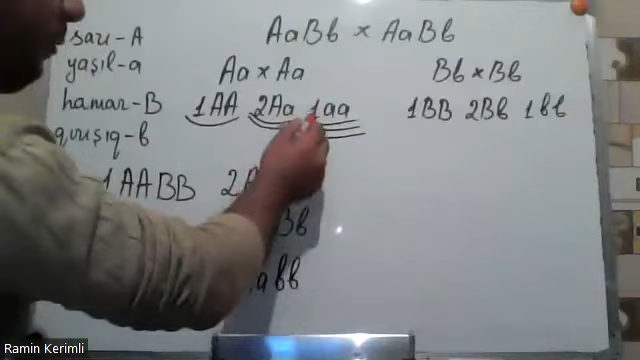 sarı-A
AaBb × AaBb
yaşıl-a
Aa × Aa
Bb × Bb
hamar-B
1AA 2Aa 1aa
1BB 2Bb 1bb
qırışıq-b
1AABB
Ramin Kerimli